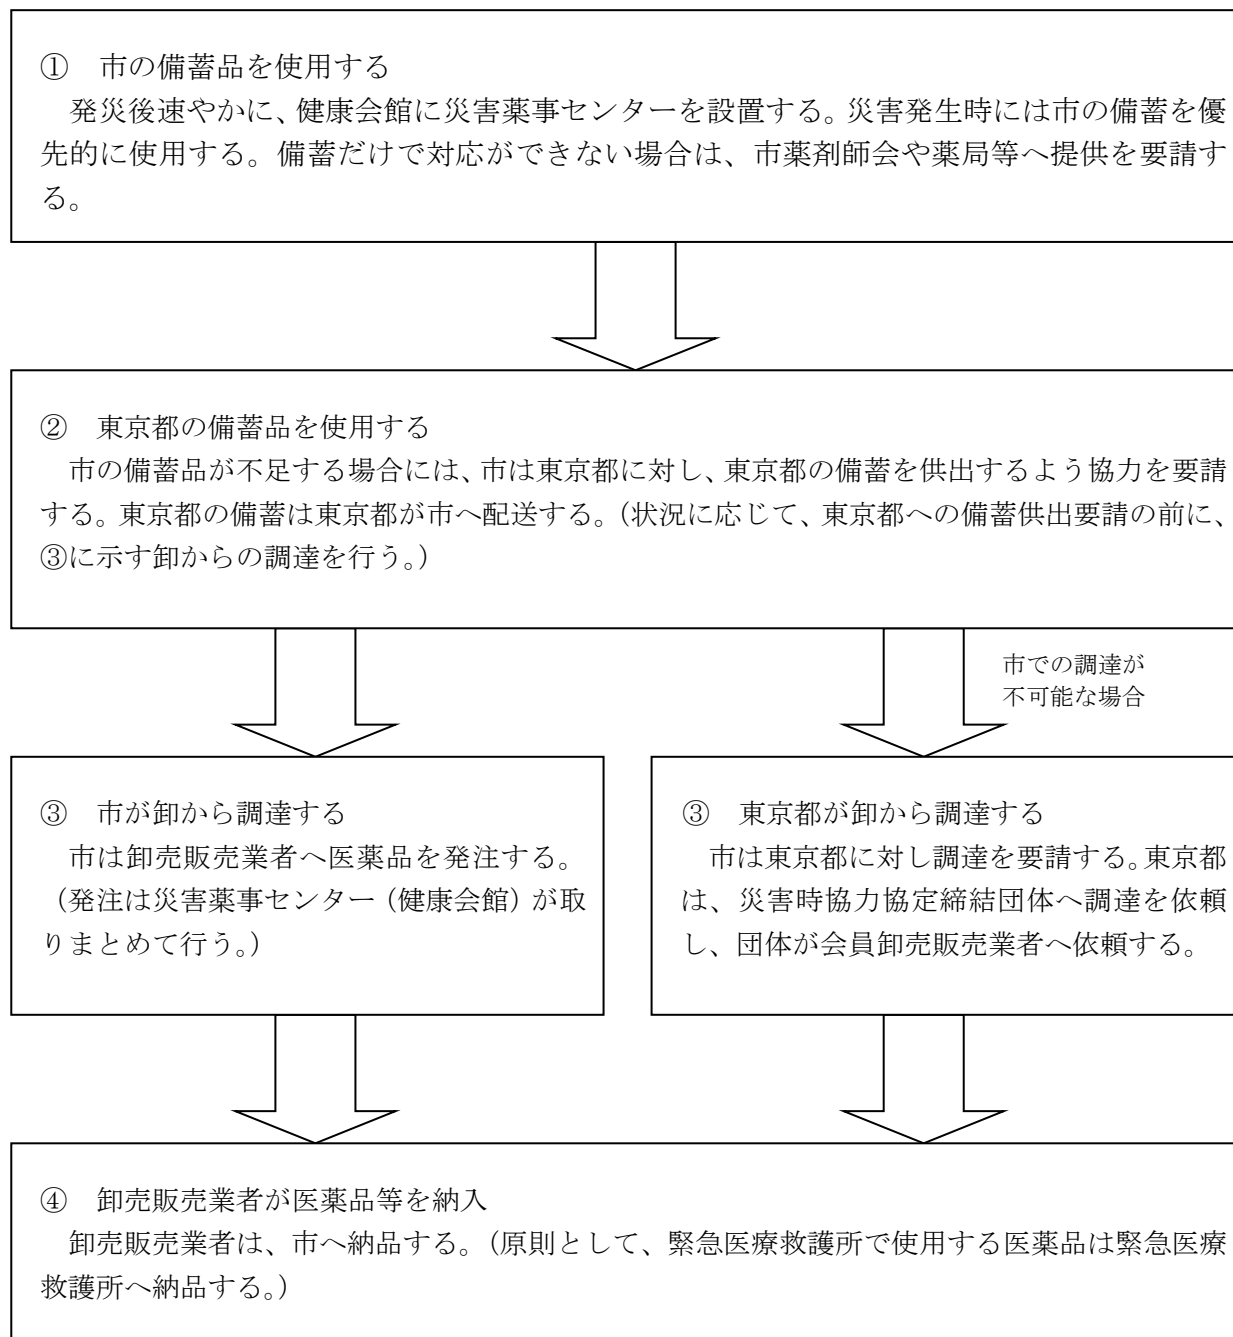 ① 市の備蓄品を使用する
発災後速やかに、健康会館に災害薬事センターを設置する。災害発生時には市の備蓄を優
先的に使用する。備蓄だけで対応ができない場合は、市薬剤師会や薬局等へ提供を要請す
る。
② 東京都の備蓄品を使用する
市の備蓄品が不足する場合には、市は東京都に対し、東京都の備蓄を供出するよう協力を要請
する。東京都の備蓄は東京都が市へ配送する。（状況に応じて、東京都への備蓄供出要請の前に、
③に示す卸からの調達を行う。）
市での調達が
不可能な場合
③ 市が卸から調達する
市は卸売販売業者へ医薬品を発注する。
（発注は災害薬事センター（健康会館）が取
りまとめて行う。）
③ 東京都が卸から調達する
市は東京都に対し調達を要請する。東京都
は、災害時協力協定締結団体へ調達を依頼
し、団体が会員卸売販売業者へ依頼する。
④ 卸売販売業者が医薬品等を納入
卸売販売業者は、市へ納品する。（原則として、緊急医療救護所で使用する医薬品は緊急医療
救護所へ納品する。）